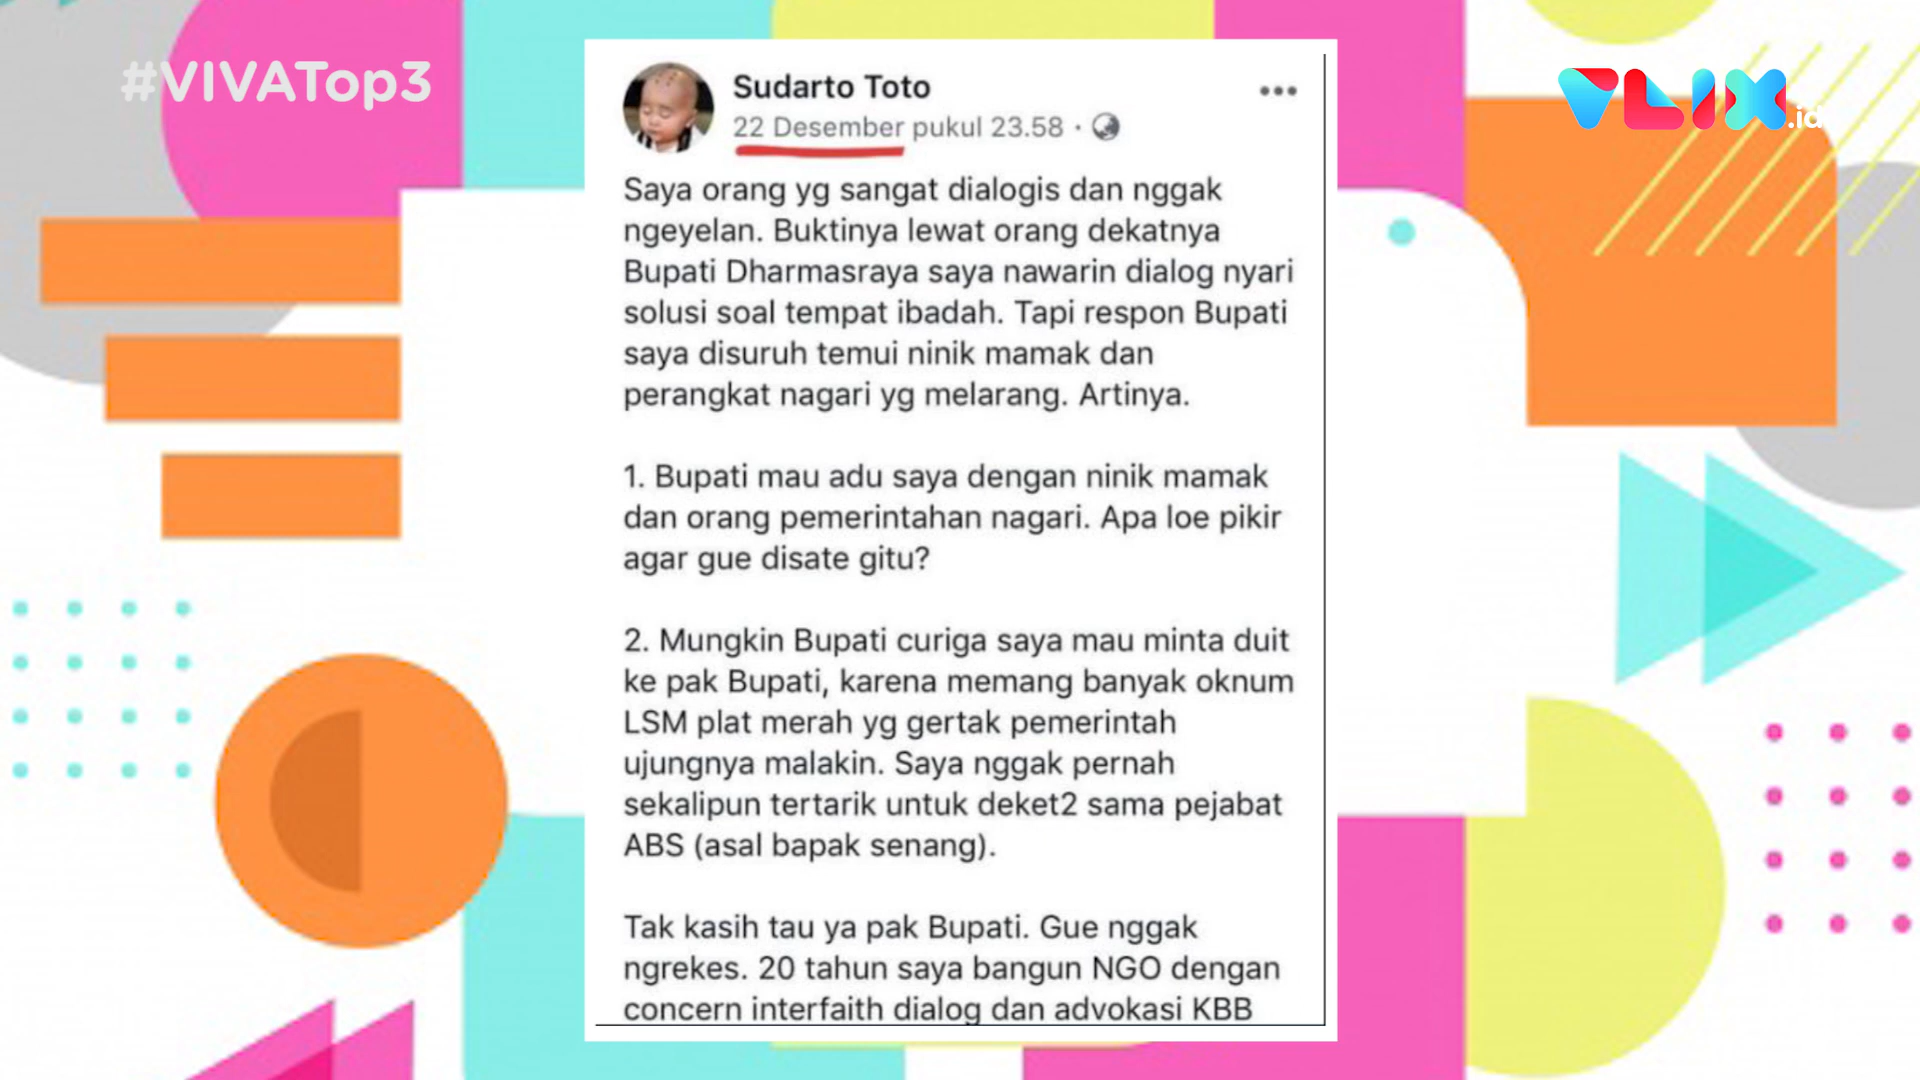 #VIVATop3
VLIX.id
Sudarto Toto
22 Desember pukul 23.58 ·
Saya orang yg sangat dialogis dan nggak
ngeyelan. Buktinya lewat orang dekatnya
Bupati Dharmasraya saya nawarin dialog nyari
solusi soal tempat ibadah. Tapi respon Bupati
saya disuruh temui ninik mamak dan
perangkat nagari yg melarang. Artinya.
1. Bupati mau adu saya dengan ninik mamak
dan orang pemerintahan nagari. Apa loe pikir
agar gue disate gitu?
2. Mungkin Bupati curiga saya mau minta duit
ke pak Bupati, karena memang banyak oknum
LSM plat merah yg gertak pemerintah
ujungnya malakin. Saya nggak pernah
sekalipun tertarik untuk deket2 sama pejabat
ABS (asal bapak senang).
Tak kasih tau ya pak Bupati. Gue nggak
ngrekes. 20 tahun saya bangun NGO dengan
concern interfaith dialog dan advokasi KBB